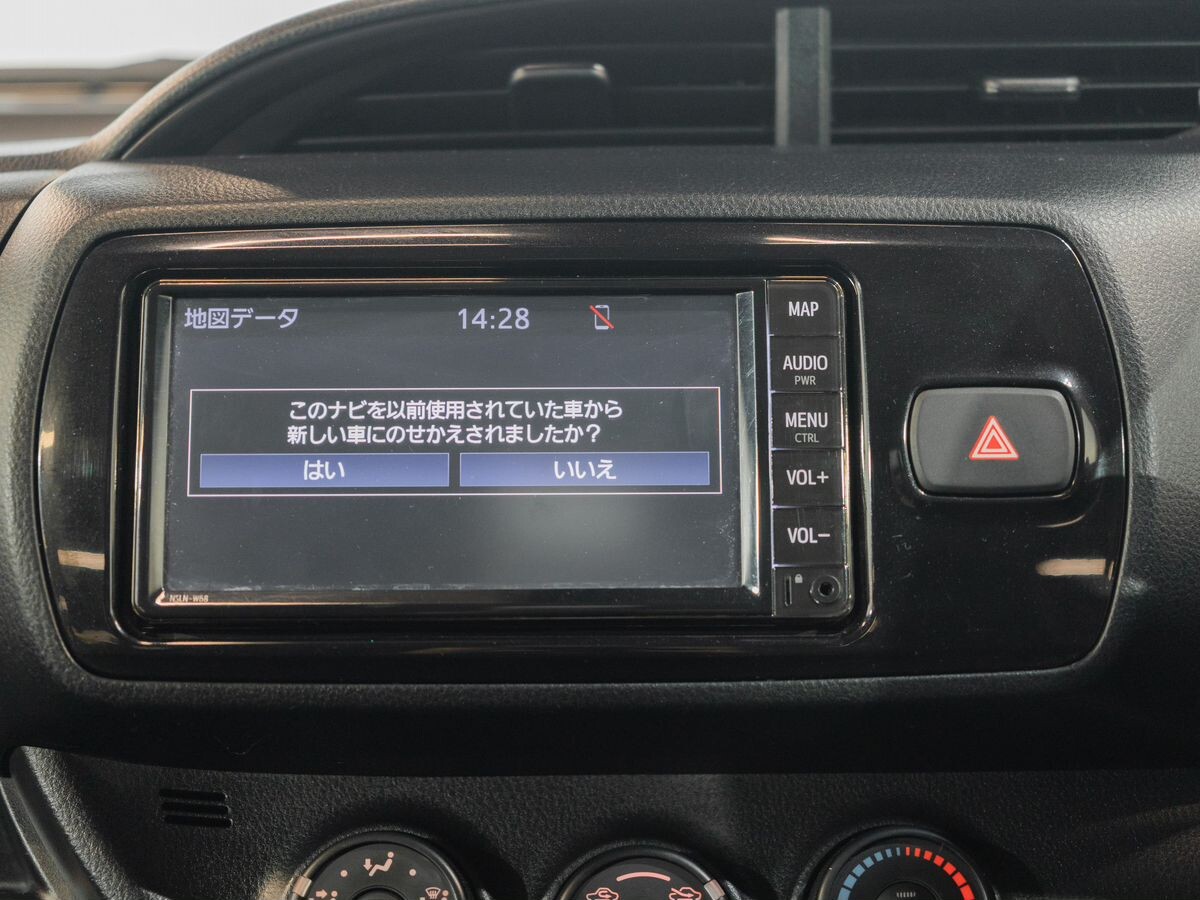 地図データ 14:28
このナビを以前使用されていた車から
新しい車にのせかえされましたか?
はい いいえ
MAP
AUDIO
PWR
MENU
CTRL
VOL+
VOL−
NSLN-W68